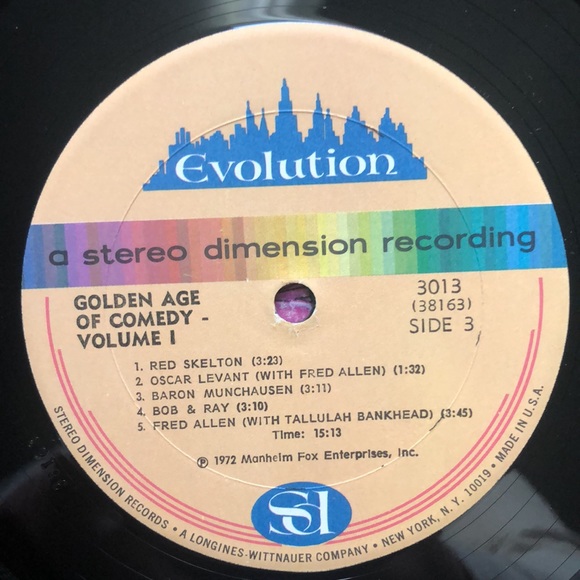 Evolution
a stereo dimension recording
GOLDEN AGE
OF COMEDY -
VOLUME I
3013
(38163)
SIDE 3
1. RED SKELTON (3:23)
2. OSCAR LEVANT (WITH FRED ALLEN) (1:32)
3. BARON MUNCHAUSEN (3:11)
4. BOB & RAY (3:10)
5. FRED ALLEN (WITH TALLULAH BANKHEAD) (3:45)
Time: 15:13
℗ 1972 Manheim Fox Enterprises, Inc.
Sd
STEREO DIMENSION RECORDS • A LONGINES-WITTNAUER COMPANY • NEW YORK, N. Y. 10019 • MADE IN U.S.A.